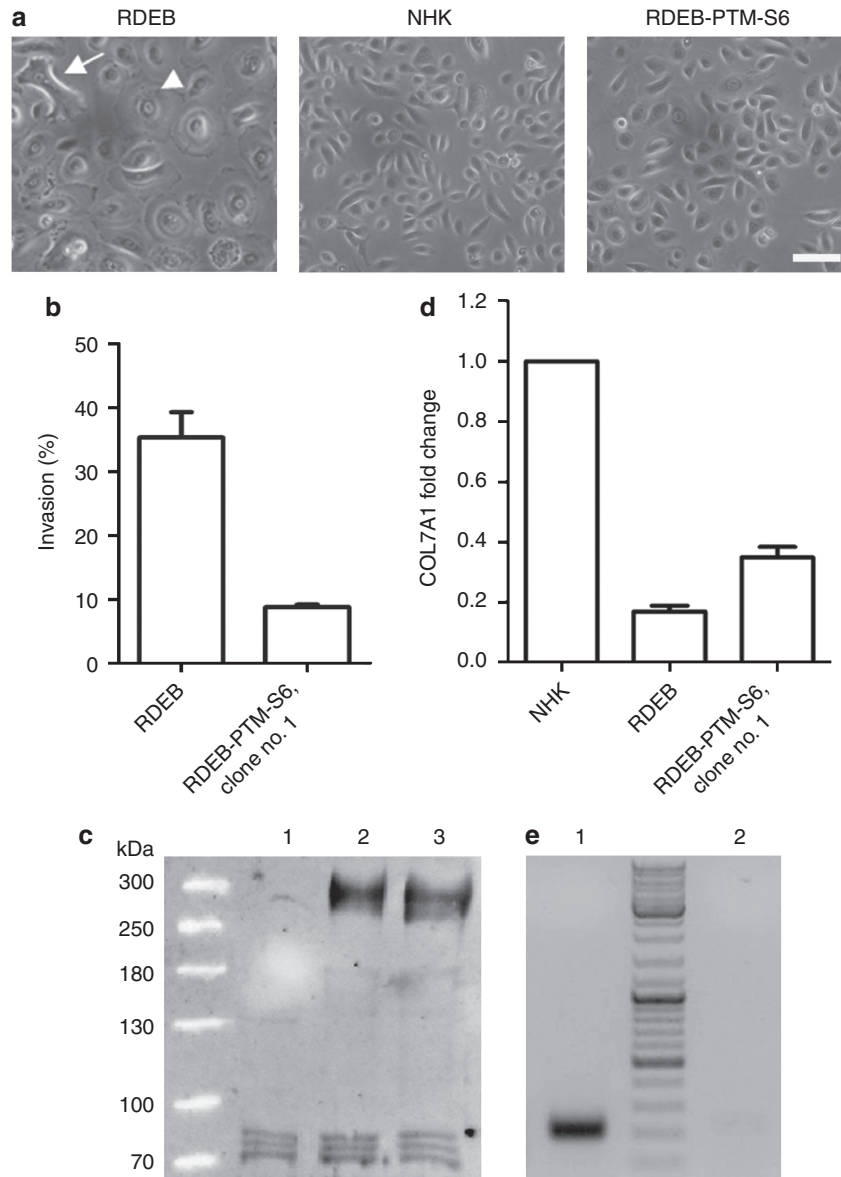 a
RDEB
NHK
RDEB-PTM-S6
b
Invasion (%)
50
40
30
20
10
0
RDEB
RDEB-PTM-S6,
clone no. 1
d
COL7A1 fold change
1.2
1.0
0.8
0.6
0.4
0.2
0.0
NHK
RDEB
RDEB-PTM-S6,
clone no. 1
c
kDa
1
2
3
300
250
180
130
100
70
e
1
2